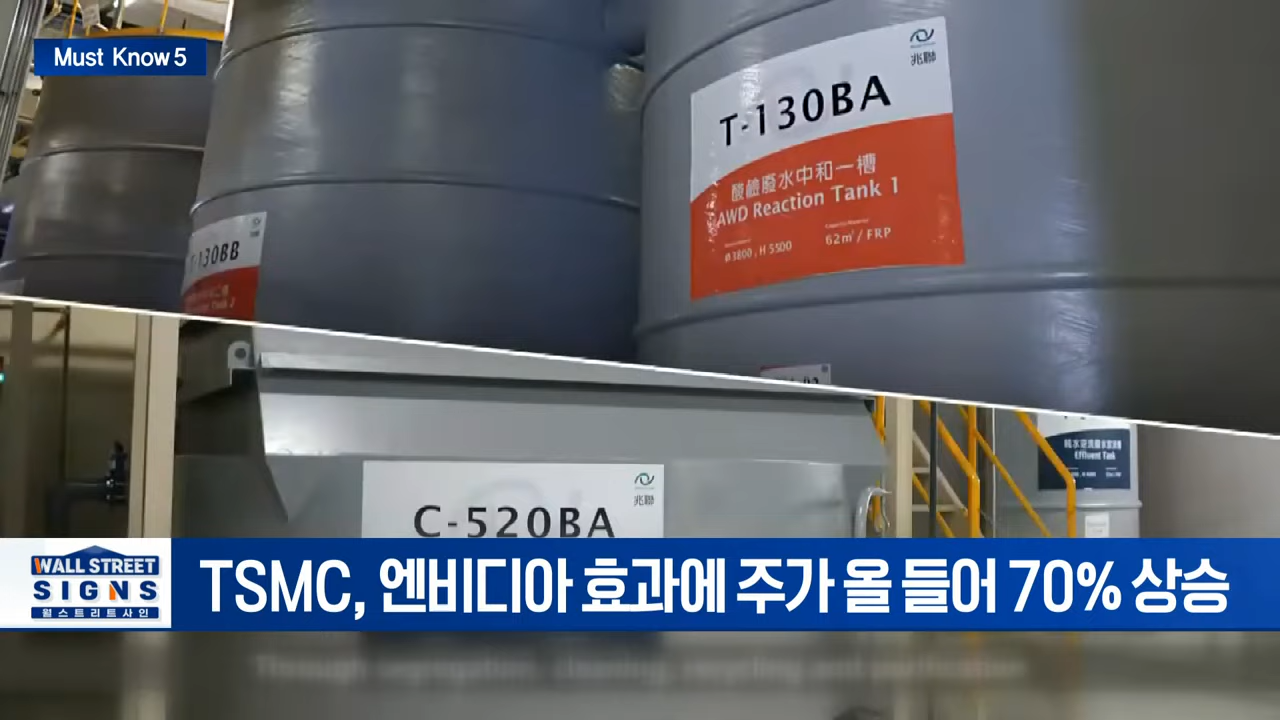 Must Know 5
兆聯
T-130BA
酸鹼廢水中和一槽
AWD Reaction Tank 1
Ø3800 , H 5500
62㎥ / FRP
T-130BB
兆聯
C-520BA
Effluent Tank
WALL STREET
SIGNS
월스트리트사인
TSMC, 엔비디아 효과에 주가 올 들어 70% 상승